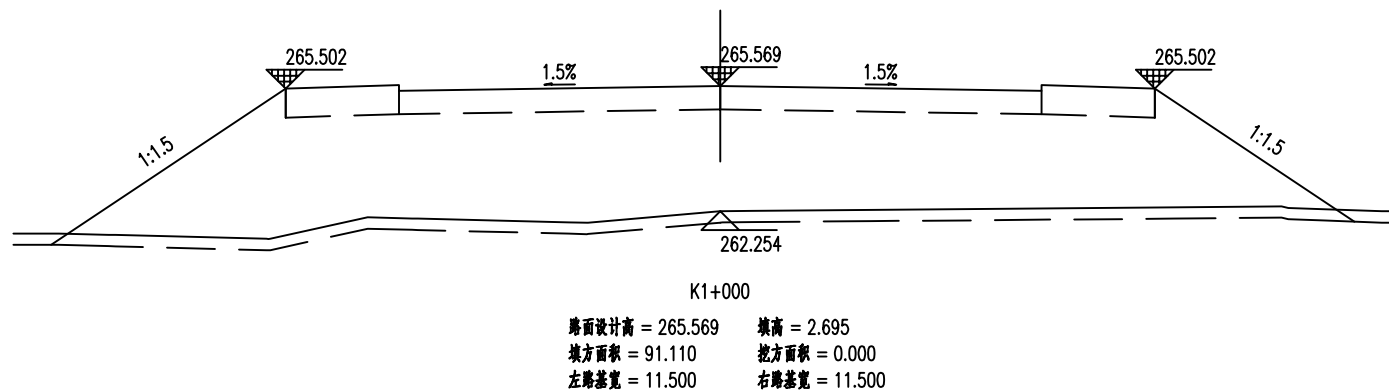 265.502
1.5%
265.569
1.5%
265.502
1:1.5
1:1.5
262.254
K1+000
路面设计高 = 265.569 填高 = 2.695
填方面积 = 91.110 挖方面积 = 0.000
左路基宽 = 11.500 右路基宽 = 11.500